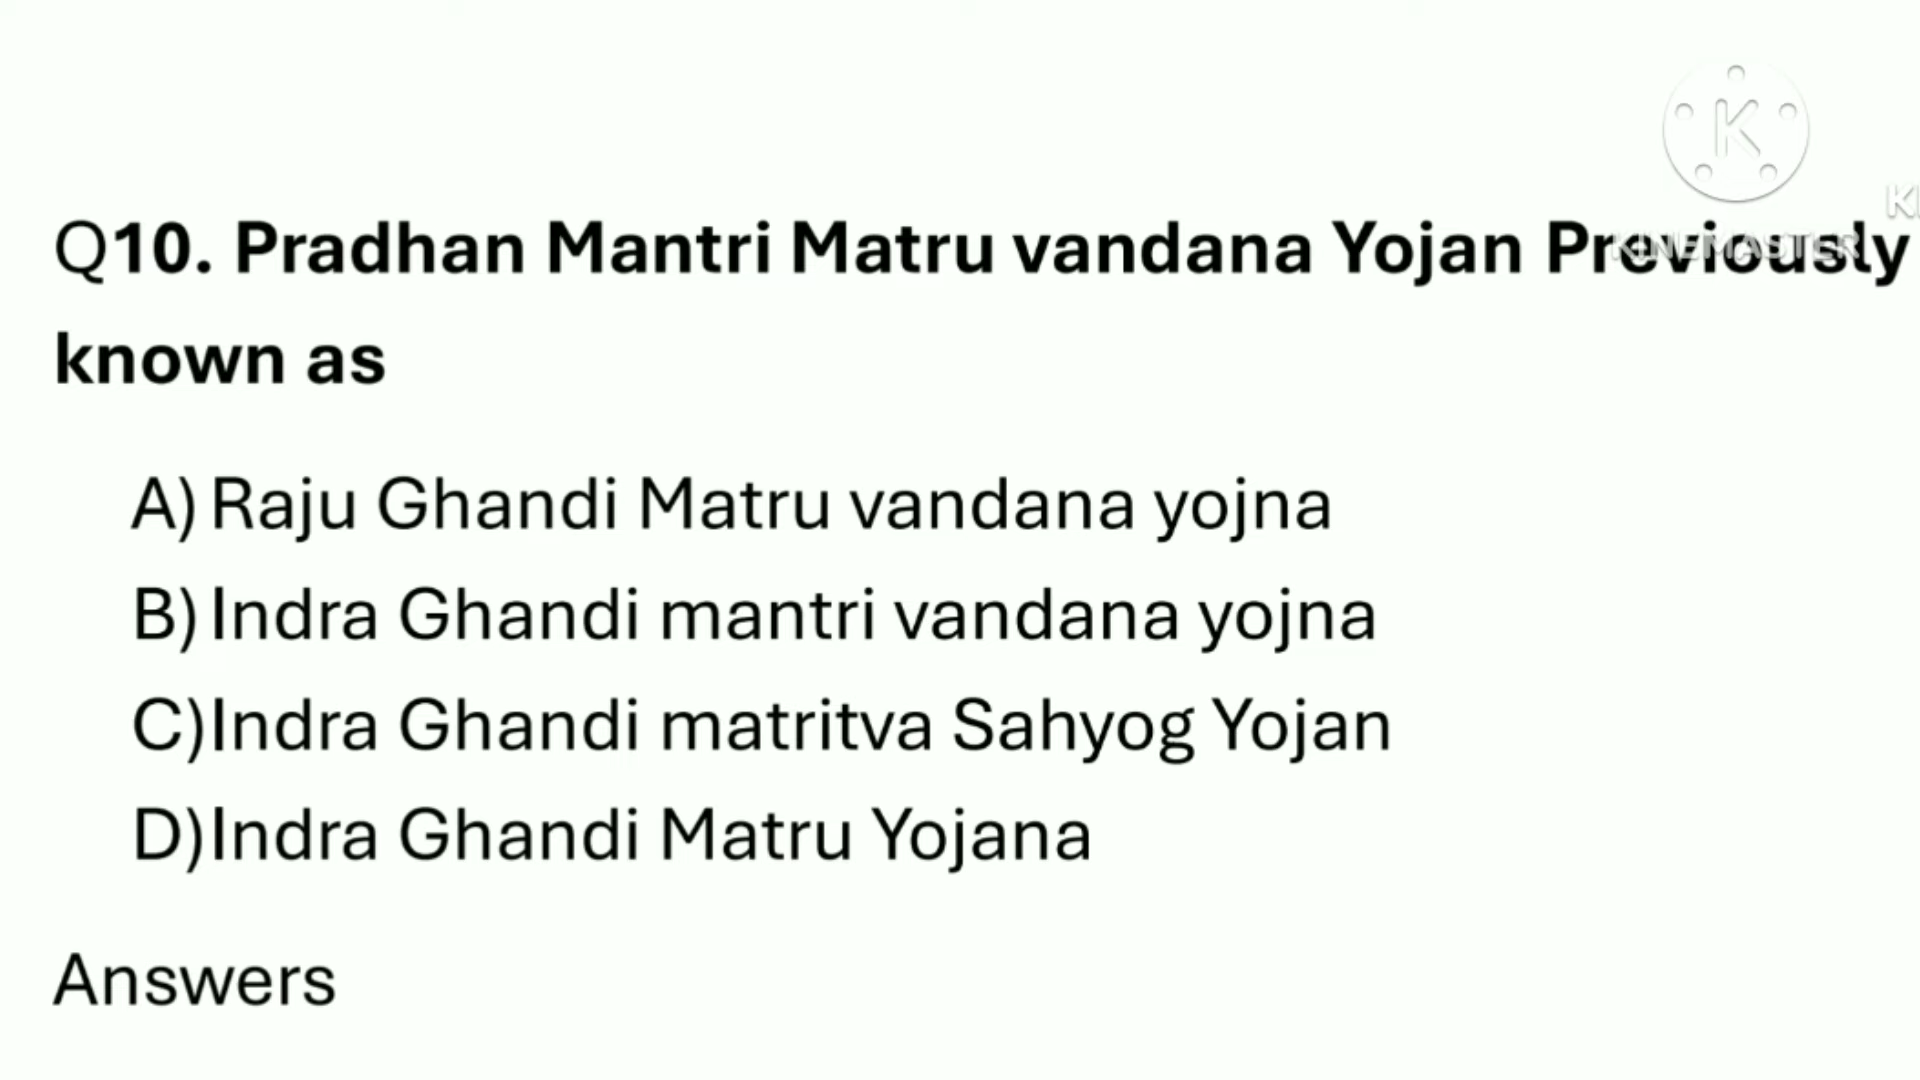 K
KINEMASTER
Q10. Pradhan Mantri Matru vandana Yojan Previously
known as
A) Raju Ghandi Matru vandana yojna
B) Indra Ghandi mantri vandana yojna
C) Indra Ghandi matritva Sahyog Yojan
D) Indra Ghandi Matru Yojana
Answers